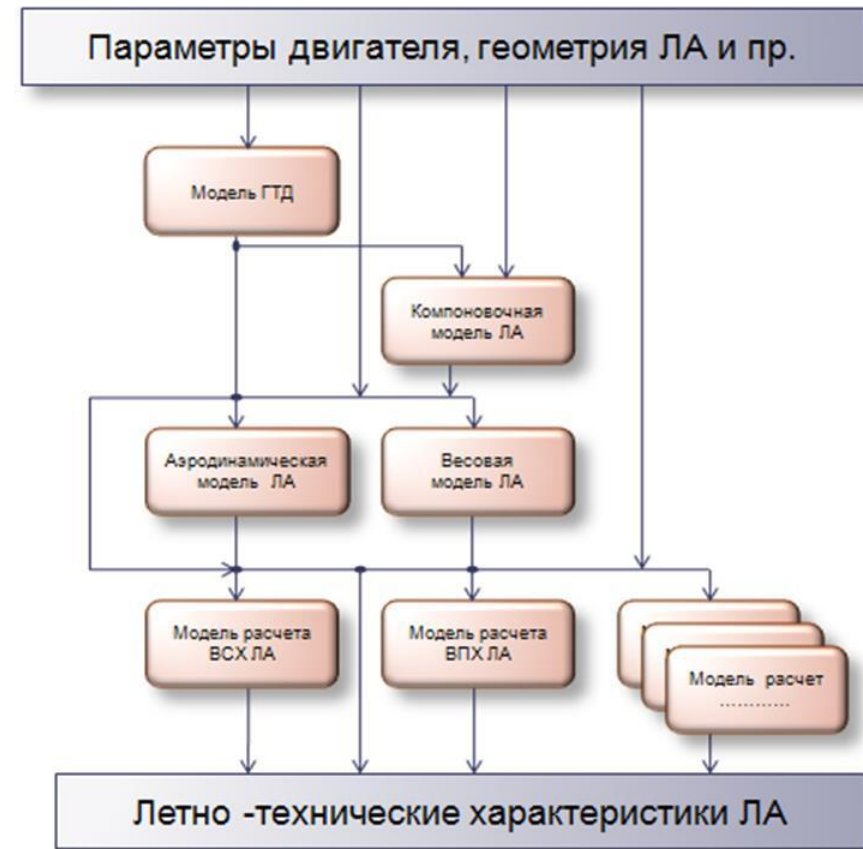 Параметры двигателя, геометрия ЛА и пр.
Модель ГТД
Компоновочная
модель ЛА
Аэродинамическая
модель ЛА
Весовая
модель ЛА
Модель расчета
ВСХ ЛА
Модель расчета
ВПХ ЛА
Модель расчет
…………
Летно -технические характеристики ЛА